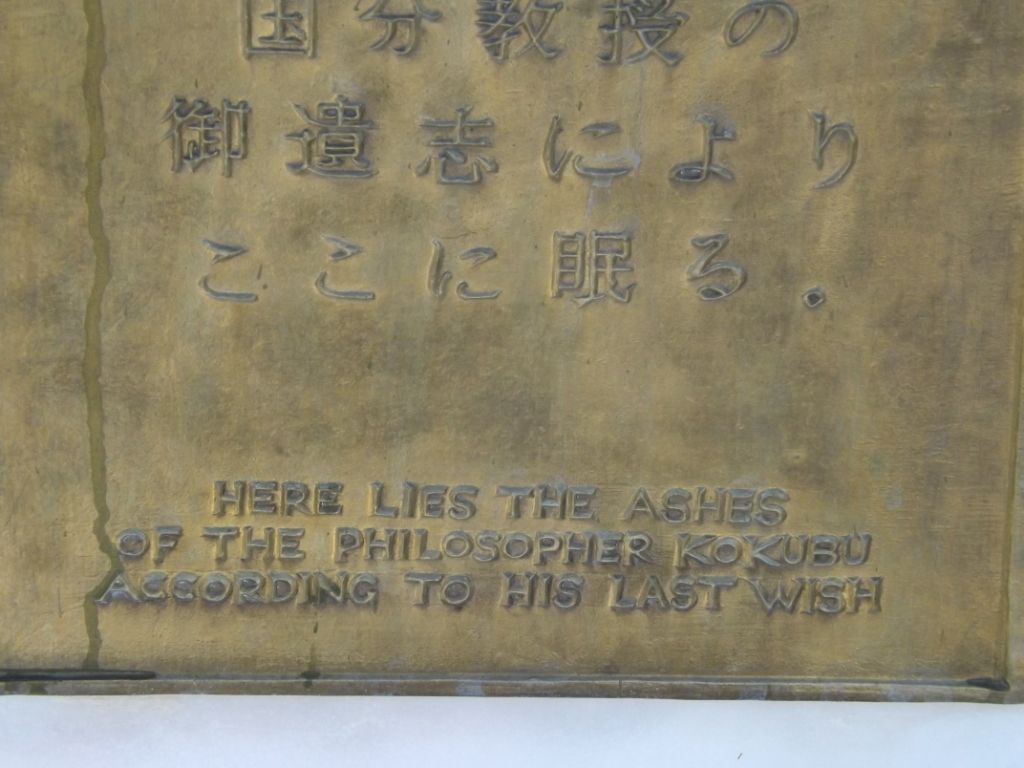 国分教授の
御遺志により
ここに眠る.
HERE LIES THE ASHES
OF THE PHILOSOPHER KOKUBU
ACCORDING TO HIS LAST WISH